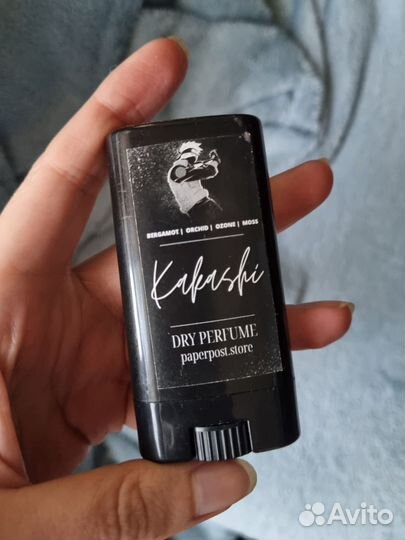 BERGAMOT | ORCHID | OZONE | MOSS
Kakashi
DRY PERFUME
paperpost.store
Avito